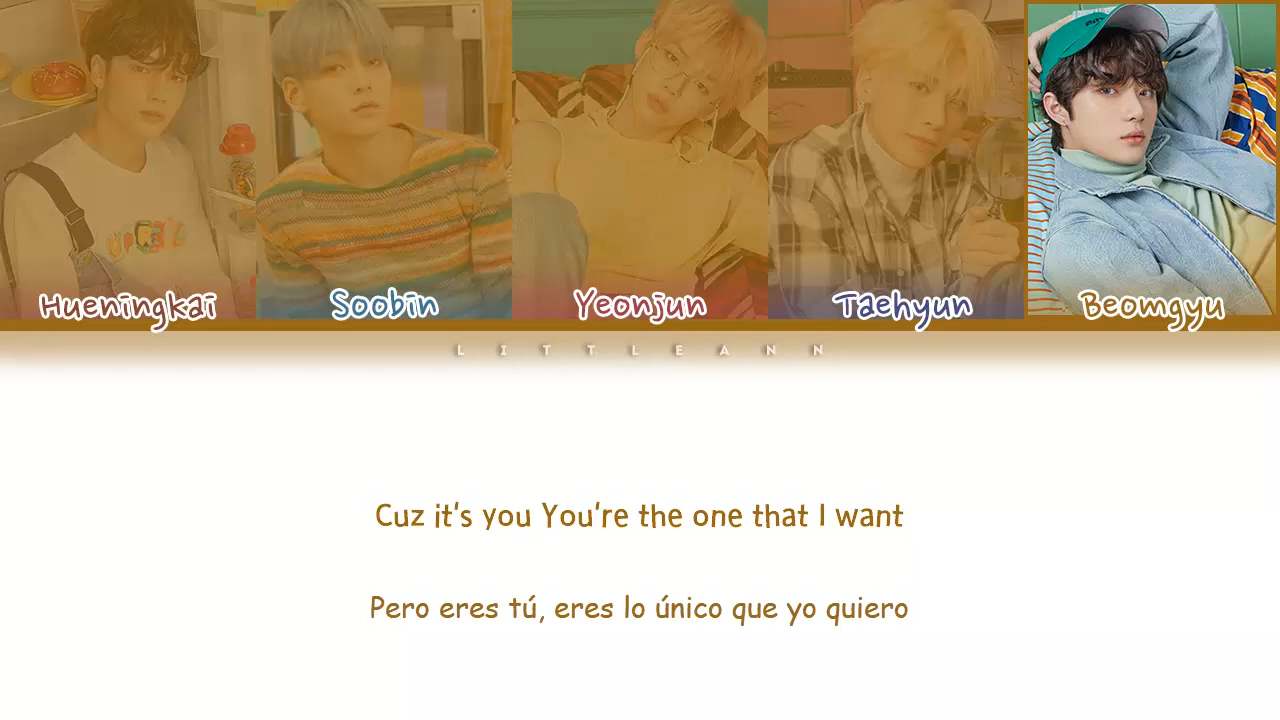 Hueningkai
Soobin
Yeonjun
Taehyun
Beomgyu
LITTLEANN
Cuz it's you You're the one that I want
Pero eres tú, eres lo único que yo quiero